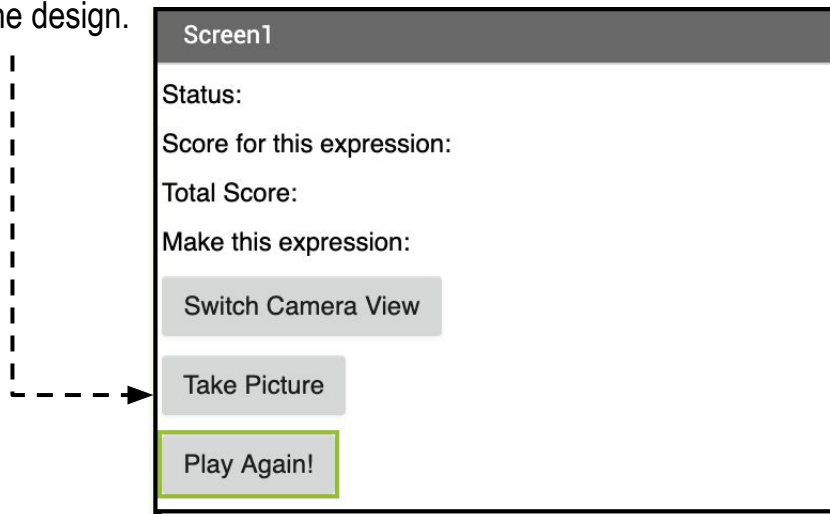 design.
Screen1
Status:
Score for this expression:
Total Score:
Make this expression:
Switch Camera View
Take Picture
Play Again!